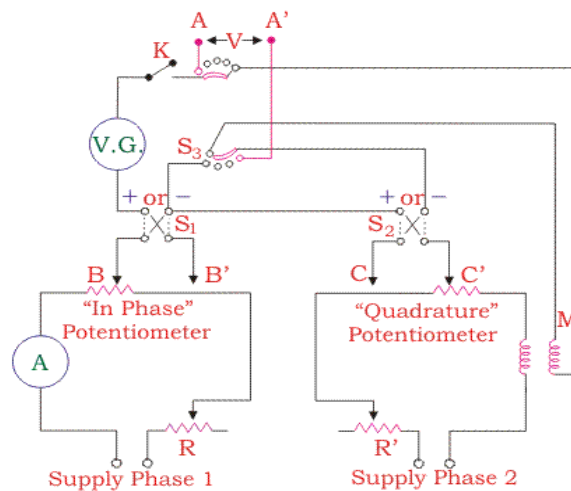 A V A'
K
V.G.
S3
+ or − + or −
S1 S2
B B' C C'
"In Phase" Potentiometer
"Quadrature" Potentiometer
M
A
R R'
Supply Phase 1 Supply Phase 2